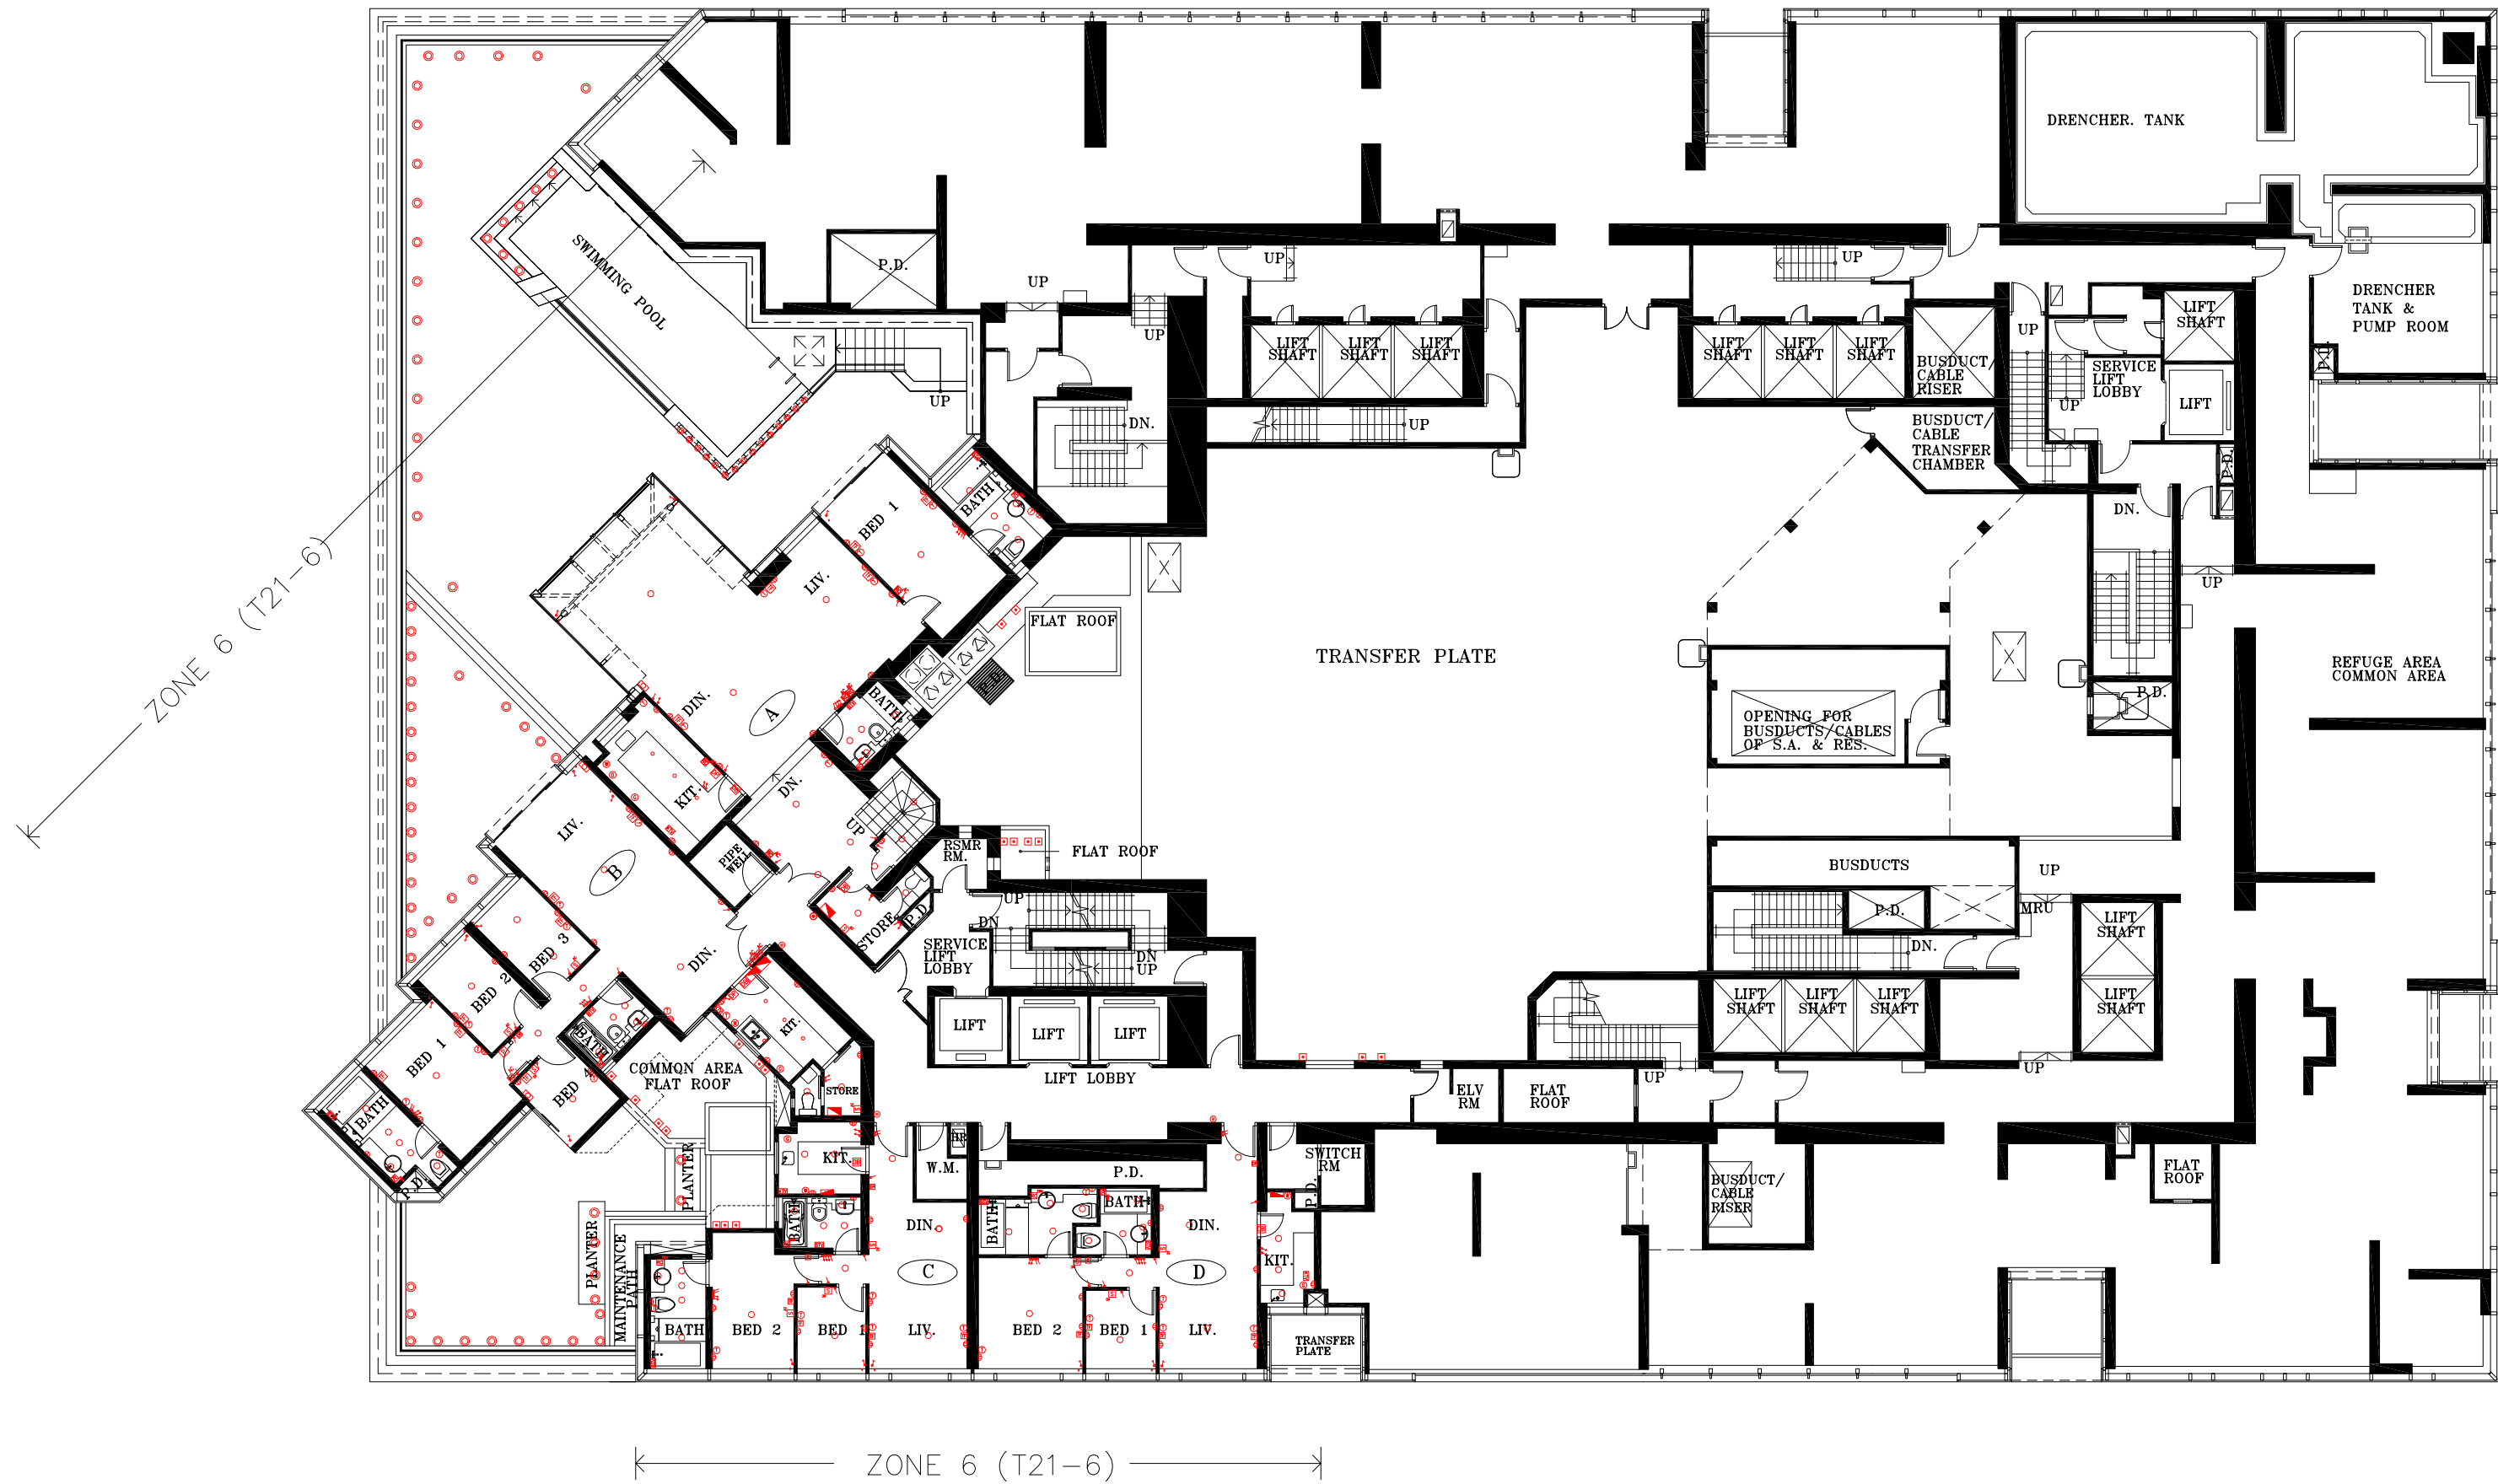 DRENCHER. TANK
SWIMMING POOL
P.D.
UP
UP
UP
UP
DRENCHER
TANK &
PUMP ROOM
LIFT
SHAFT
LIFT
SHAFT
LIFT
SHAFT
LIFT
SHAFT
LIFT
SHAFT
LIFT
SHAFT
LIFT
SHAFT
BUSDUCT/
CABLE
RISER
UP
SERVICE
LIFT
LOBBY
LIFT
P.D.
UP
UP
DN.
UP
BUSDUCT/
CABLE
TRANSFER
CHAMBER
P.D.
DN.
BATH
BED 1
LIV.
UP
ZONE 6 (T21-6)
FLAT ROOF
TRANSFER PLATE
REFUGE AREA
COMMON AREA
P.D.
DIN.
A
BATH
OPENING FOR
BUSDUCTS/CABLES
OF S.A. & RES.
KIT.
DN.
UP
LIV.
B
PIPE
WELL
RSMR
RM.
FLAT ROOF
BUSDUCTS
UP
BED 3
STORE
P.D.
UP
DN
P.D.
MRU
LIFT
SHAFT
DIN.
SERVICE
LIFT
LOBBY
DN
UP
DN.
BED 2
LIFT
SHAFT
LIFT
SHAFT
LIFT
SHAFT
LIFT
SHAFT
KIT.
LIFT
LIFT
LIFT
BED 1
BATH
COMMON AREA
FLAT ROOF
BED 4
STORE
LIFT LOBBY
ELV
RM
FLAT
ROOF
UP
UP
BATH
P.D.
PLANTER
KIT.
W.M.
P.D.
SWITCH
RM
P.D.
BUSDUCT/
CABLE
RISER
FLAT
ROOF
BATH
DIN.
BATH
BATH
DIN.
PLANTER
MAINTENANCE
PATH
C
D
KIT.
BATH
BED 2
BED 1
LIV.
BED 2
BED 1
LIV.
TRANSFER
PLATE
ZONE 6 (T21-6)